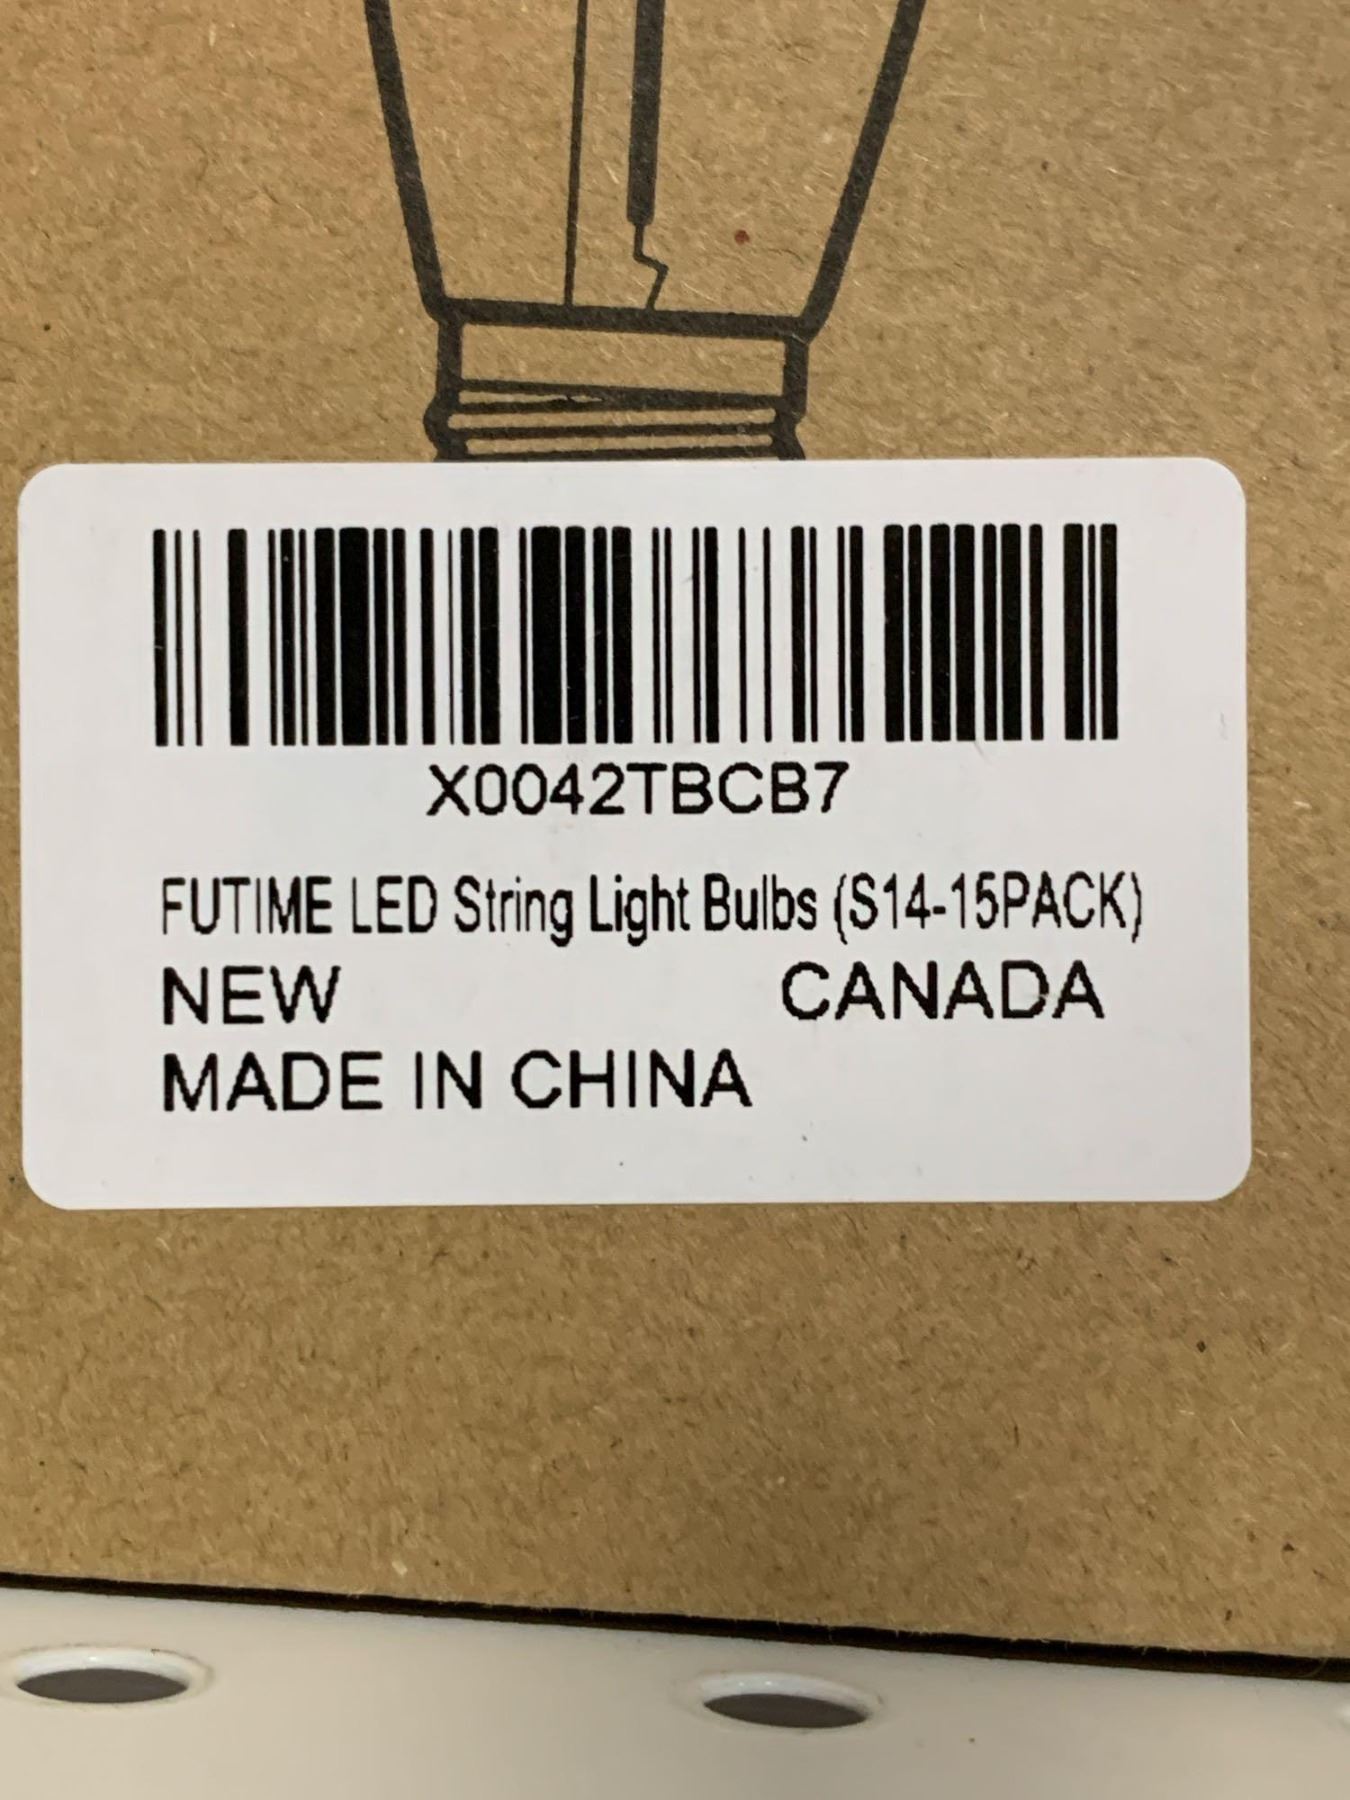 X0042TBCB7
FUTIME LED String Light Bulbs (S14-15PACK)
NEW CANADA
MADE IN CHINA